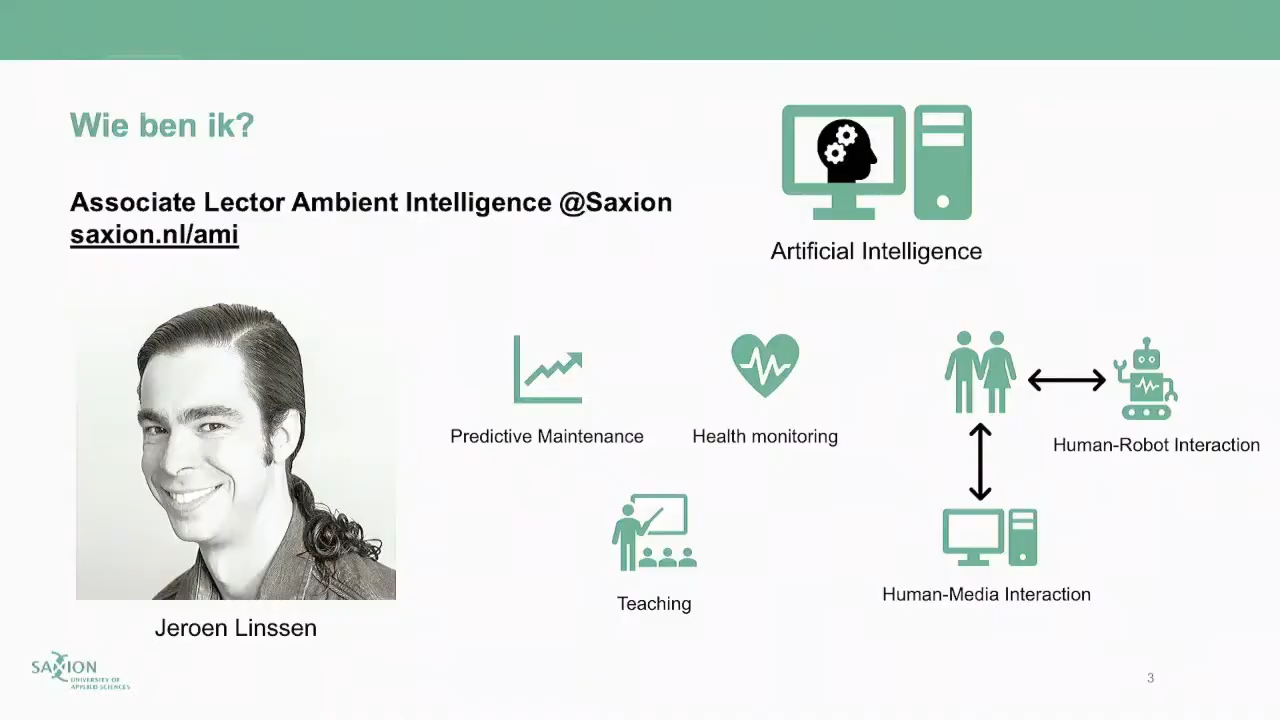 Wie ben ik?
Associate Lector Ambient Intelligence @Saxion
saxion.nl/ami
Artificial Intelligence
Predictive Maintenance
Health monitoring
Human-Robot Interaction
Teaching
Human-Media Interaction
Jeroen Linssen
SAXION
UNIVERSITY OF
APPLIED SCIENCES
3